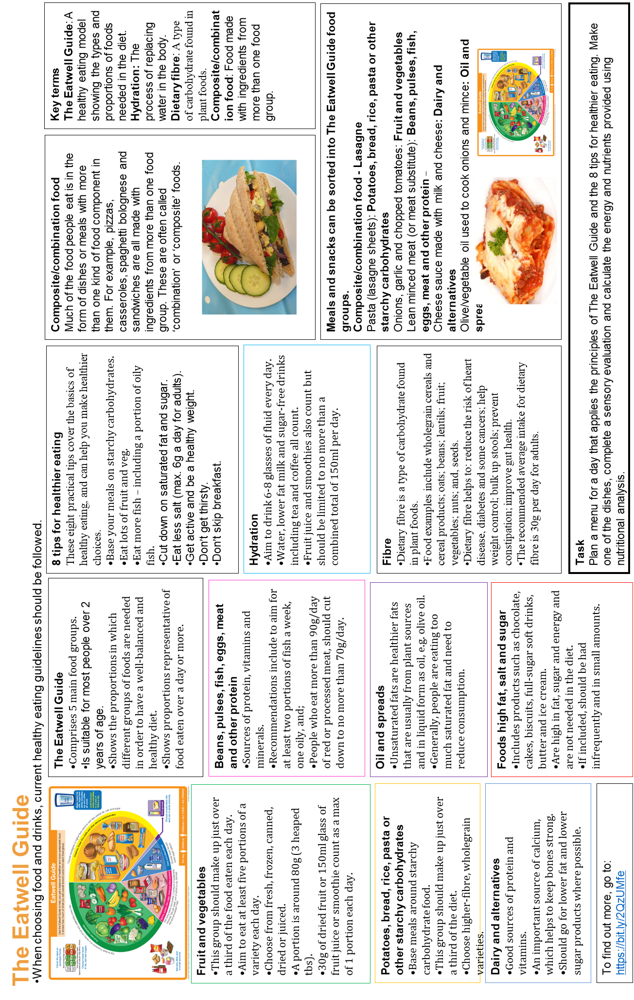 The Eatwell Guide
•When choosing food and drinks, current healthy eating guidelines should be followed.
Eatwell Guide
Fruit and vegetables
•This group should make up just over
a third of the food eaten each day.
•Aim to eat at least five portions of a
variety each day.
•Choose from fresh, frozen, canned,
dried or juiced.
•A portion is around 80g (3 heaped
tbs).
•30g of dried fruit or 150ml glass of
fruit juice or smoothie count as a max
of 1 portion each day.
Potatoes, bread, rice, pasta or
other starchy carbohydrates
•Base meals around starchy
carbohydrate food.
•This group should make up just over
a third of the diet.
•Choose higher-fibre, wholegrain
varieties.
Dairy and alternatives
•Good sources of protein and
vitamins.
•An important source of calcium,
which helps to keep bones strong.
•Should go for lower fat and lower
sugar products where possible.
To find out more, go to:
https://bit.ly/2QzUMfe
The Eatwell Guide
•Comprises 5 main food groups.
•Is suitable for most people over 2
years of age.
•Shows the proportions in which
different groups of foods are needed
in order to have a well-balanced and
healthy diet.
•Shows proportions representative of
food eaten over a day or more.
Beans, pulses, fish, eggs, meat
and other protein
•Sources of protein, vitamins and
minerals.
•Recommendations include to aim for
at least two portions of fish a week,
one oily, and;
•People who eat more than 90g/day
of red or processed meat, should cut
down to no more than 70g/day.
Oil and spreads
•Unsaturated fats are healthier fats
that are usually from plant sources
and in liquid form as oil, e.g. olive oil.
•Generally, people are eating too
much saturated fat and need to
reduce consumption.
Foods high fat, salt and sugar
•Includes products such as chocolate,
cakes, biscuits, full-sugar soft drinks,
butter and ice cream.
•Are high in fat, sugar and energy and
are not needed in the diet.
•If included, should be had
infrequently and in small amounts.
8 tips for healthier eating
These eight practical tips cover the basics of
healthy eating, and can help you make healthier
choices.
•Base your meals on starchy carbohydrates.
•Eat lots of fruit and veg.
•Eat more fish – including a portion of oily
fish.
•Cut down on saturated fat and sugar.
•Eat less salt (max. 6g a day for adults).
•Get active and be a healthy weight.
•Don’t get thirsty.
•Don’t skip breakfast.
Hydration
•Aim to drink 6-8 glasses of fluid every day.
•Water, lower fat milk and sugar-free drinks
including tea and coffee all count.
•Fruit juice and smoothies also count but
should be limited to no more than a
combined total of 150ml per day.
Fibre
•Dietary fibre is a type of carbohydrate found
in plant foods.
•Food examples include wholegrain cereals and
cereal products; oats; beans; lentils; fruit;
vegetables; nuts; and, seeds.
•Dietary fibre helps to: reduce the risk of heart
disease, diabetes and some cancers; help
weight control; bulk up stools; prevent
constipation; improve gut health.
•The recommended average intake for dietary
fibre is 30g per day for adults.
Composite/combination food
Much of the food people eat is in the
form of dishes or meals with more
than one kind of food component in
them. For example, pizzas,
casseroles, spaghetti bolognese and
sandwiches are all made with
ingredients from more than one food
group. These are often called
‘combination’ or ‘composite’ foods.
Key terms
The Eatwell Guide: A
healthy eating model
showing the types and
proportions of foods
needed in the diet.
Hydration: The
process of replacing
water in the body.
Dietary fibre: A type
of carbohydrate found in
plant foods.
Composite/combinat
ion food: Food made
with ingredients from
more than one food
group.
Meals and snacks can be sorted into The Eatwell Guide food
groups.
Composite/combination food - Lasagne
Pasta (lasagne sheets): Potatoes, bread, rice, pasta or other
starchy carbohydrates
Onions, garlic and chopped tomatoes: Fruit and vegetables
Lean minced meat (or meat substitute): Beans, pulses, fish,
eggs, meat and other protein –
Cheese sauce made with milk and cheese: Dairy and
alternatives
Olive/vegetable oil used to cook onions and mince: Oil and
sprea
Eatwell Guide
Task
Plan a menu for a day that applies the principles of The Eatwell Guide and the 8 tips for healthier eating. Make
one of the dishes, complete a sensory evaluation and calculate the energy and nutrients provided using
nutritional analysis.